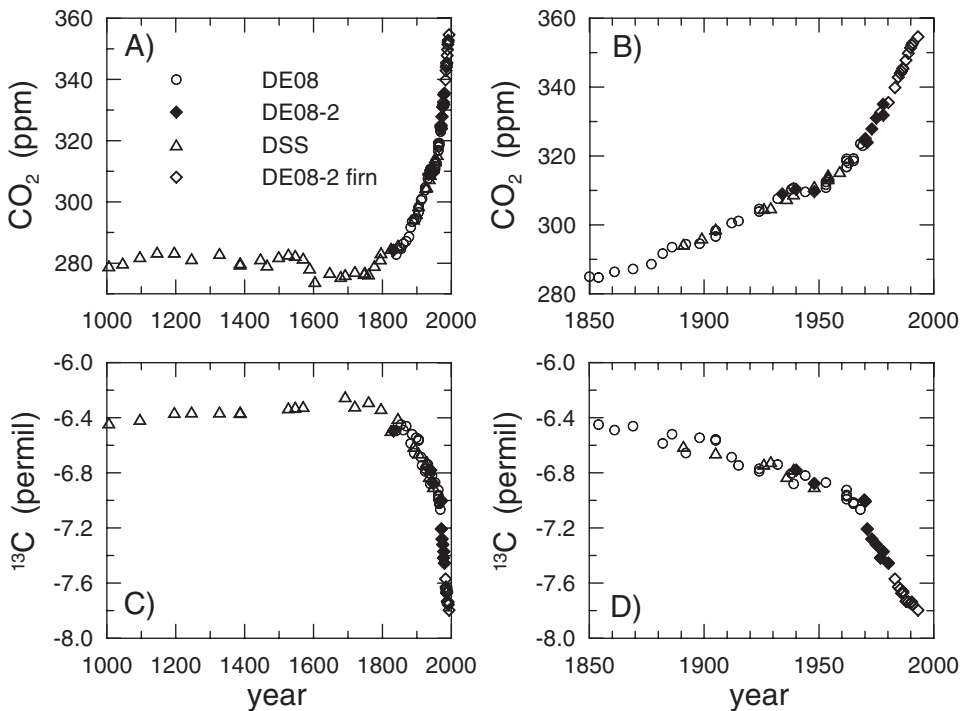 A)
DE08
DE08-2
DSS
DE08-2 firn
CO2 (ppm)
360
340
320
300
280
1000 1200 1400 1600 1800 2000
B)
CO2 (ppm)
360
340
320
300
280
1850 1900 1950 2000
C)
13C (permil)
-6.0
-6.4
-6.8
-7.2
-7.6
-8.0
1000 1200 1400 1600 1800 2000
year
D)
13C (permil)
-6.0
-6.4
-6.8
-7.2
-7.6
-8.0
1850 1900 1950 2000
year